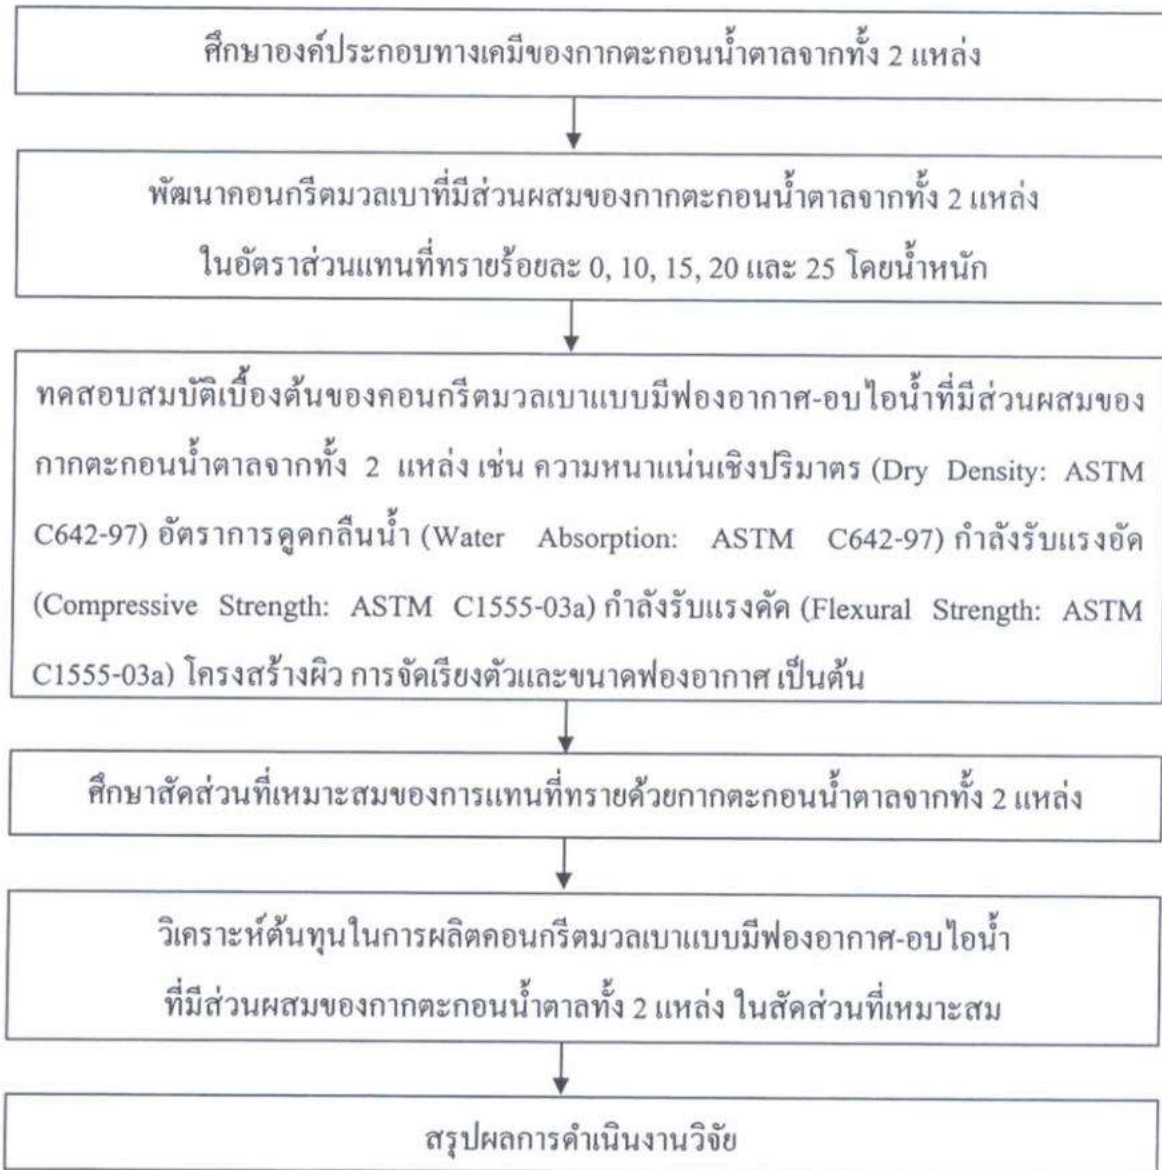 ศึกษาองค์ประกอบทางเคมีของกากตะกอนน้ำตาลจากทั้ง 2 แหล่ง
พัฒนาคอนกรีตมวลเบาที่มีส่วนผสมของกากตะกอนน้ำตาลจากทั้ง 2 แหล่ง
ในอัตราส่วนแทนที่ทรายร้อยละ 0, 10, 15, 20 และ 25 โดยน้ำหนัก
ทดสอบสมบัติเบื้องต้นของคอนกรีตมวลเบาแบบมีฟองอากาศ-อบไอน้ำที่มีส่วนผสมของ
กากตะกอนน้ำตาลจากทั้ง 2 แหล่ง เช่น ความหนาแน่นเชิงปริมาตร (Dry Density: ASTM
C642-97) อัตราการดูดกลืนน้ำ (Water Absorption: ASTM C642-97) กำลังรับแรงอัด
(Compressive Strength: ASTM C1555-03a) กำลังรับแรงดัด (Flexural Strength: ASTM
C1555-03a) โครงสร้างผิว การจัดเรียงตัวและขนาดฟองอากาศ เป็นต้น
ศึกษาสัดส่วนที่เหมาะสมของการแทนที่ทรายด้วยกากตะกอนน้ำตาลจากทั้ง 2 แหล่ง
วิเคราะห์ต้นทุนในการผลิตคอนกรีตมวลเบาแบบมีฟองอากาศ-อบไอน้ำ
ที่มีส่วนผสมของกากตะกอนน้ำตาลทั้ง 2 แหล่ง ในสัดส่วนที่เหมาะสม
สรุปผลการดำเนินงานวิจัย